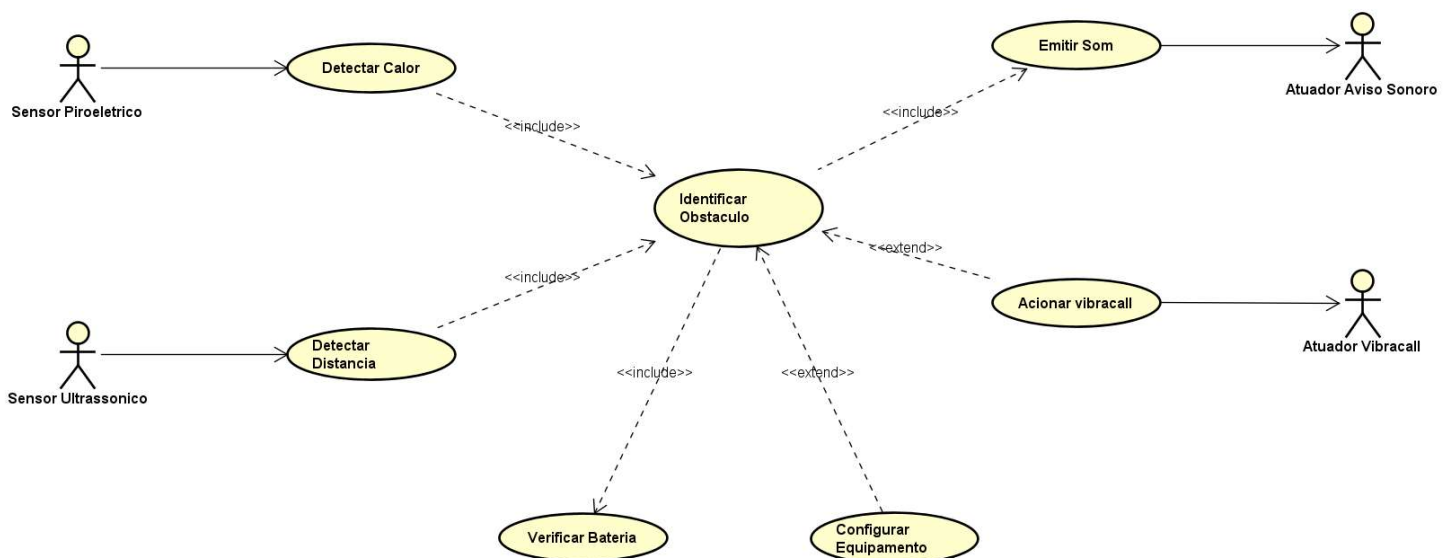 Detectar Calor
Emitir Som
Sensor Piroeletrico
Atuador Aviso Sonoro
<<include>>
<<include>>
Identificar
Obstaculo
<<include>>
<<extend>>
Acionar vibracall
Detectar
Distancia
Atuador Vibracall
Sensor Ultrassonico
<<include>>
<<extend>>
Verificar Bateria
Configurar
Equipamento